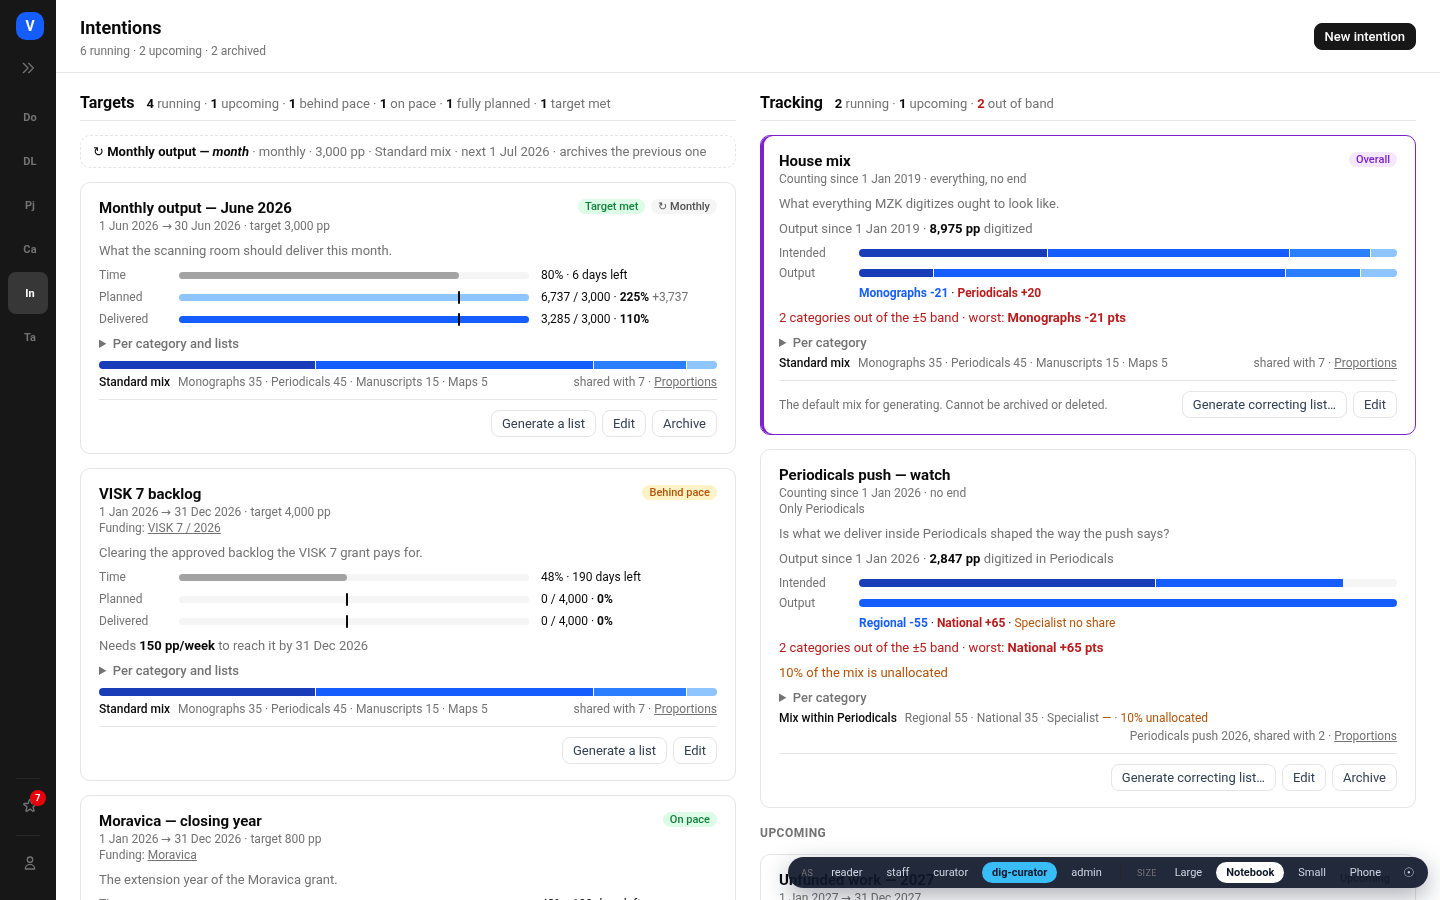 V
Do
DL
Pj
Ca
In
Ta
7
Intentions
6 running · 2 upcoming · 2 archived
New intention
Targets 4 running · 1 upcoming · 1 behind pace · 1 on pace · 1 fully planned · 1 target met
↻ Monthly output — month · monthly · 3,000 pp · Standard mix · next 1 Jul 2026 · archives the previous one
Monthly output — June 2026
Target met ↻ Monthly
1 Jun 2026 → 30 Jun 2026 · target 3,000 pp
What the scanning room should deliver this month.
Time 80% · 6 days left
Planned 6,737 / 3,000 · 225% +3,737
Delivered 3,285 / 3,000 · 110%
▶ Per category and lists
Standard mix Monographs 35 · Periodicals 45 · Manuscripts 15 · Maps 5 shared with 7 · Proportions
Generate a list Edit Archive
VISK 7 backlog
Behind pace
1 Jan 2026 → 31 Dec 2026 · target 4,000 pp
Funding: VISK 7 / 2026
Clearing the approved backlog the VISK 7 grant pays for.
Time 48% · 190 days left
Planned 0 / 4,000 · 0%
Delivered 0 / 4,000 · 0%
Needs 150 pp/week to reach it by 31 Dec 2026
▶ Per category and lists
Standard mix Monographs 35 · Periodicals 45 · Manuscripts 15 · Maps 5 shared with 7 · Proportions
Generate a list Edit
Moravica — closing year
On pace
1 Jan 2026 → 31 Dec 2026 · target 800 pp
Funding: Moravica
The extension year of the Moravica grant.
Tracking 2 running · 1 upcoming · 2 out of band
House mix
Overall
Counting since 1 Jan 2019 · everything, no end
What everything MZK digitizes ought to look like.
Output since 1 Jan 2019 · 8,975 pp digitized
Intended
Output
Monographs -21 · Periodicals +20
2 categories out of the ±5 band · worst: Monographs -21 pts
▶ Per category
Standard mix Monographs 35 · Periodicals 45 · Manuscripts 15 · Maps 5 shared with 7 · Proportions
The default mix for generating. Cannot be archived or deleted.
Generate correcting list… Edit
Periodicals push — watch
Counting since 1 Jan 2026 · no end
Only Periodicals
Is what we deliver inside Periodicals shaped the way the push says?
Output since 1 Jan 2026 · 2,847 pp digitized in Periodicals
Intended
Output
Regional -55 · National +65 · Specialist no share
2 categories out of the ±5 band · worst: National +65 pts
10% of the mix is unallocated
▶ Per category
Mix within Periodicals Regional 55 · National 35 · Specialist — · 10% unallocated
Periodicals push 2026, shared with 2 · Proportions
Generate correcting list… Edit Archive
UPCOMING
Unfunded work — 2027
1 Jan 2027 → 31 Dec 2027
AS reader staff curator dig-curator admin SIZE Large Notebook Small Phone